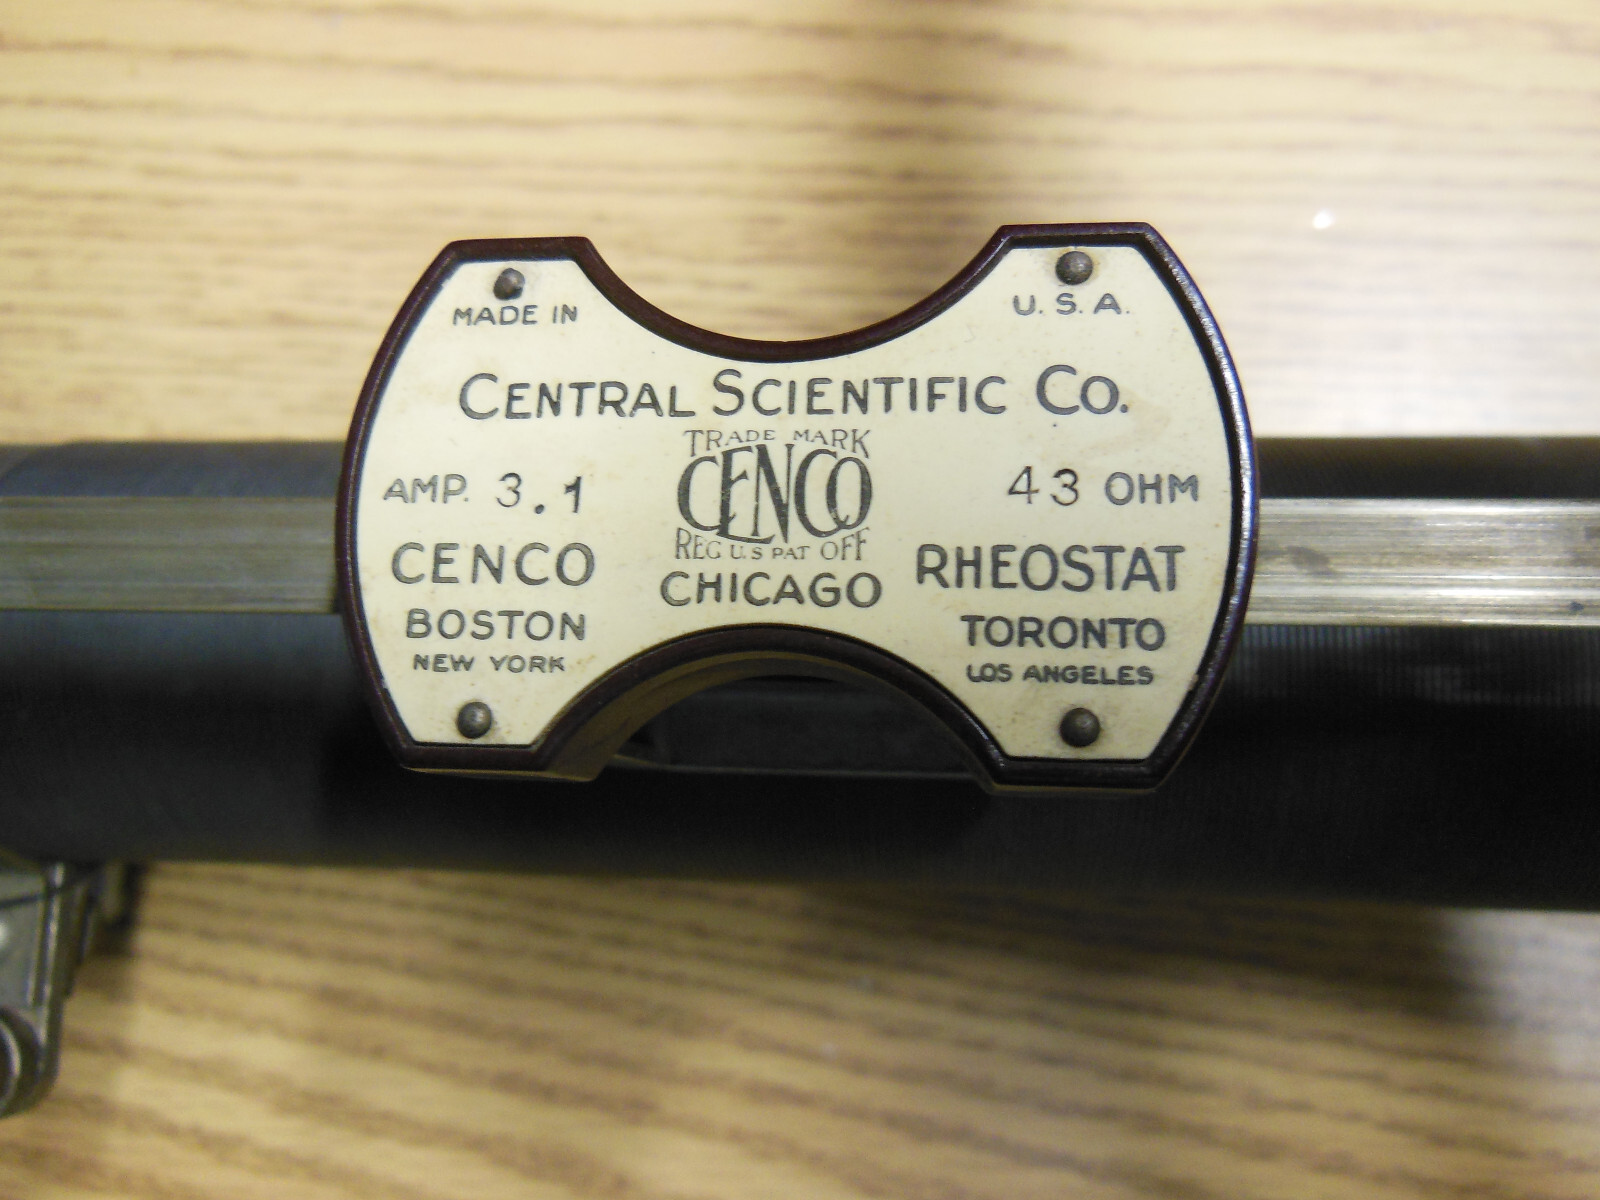 MADE IN U.S.A.
CENTRAL SCIENTIFIC CO.
TRADE MARK
CENCO
REG U.S PAT OFF
CHICAGO
AMP. 3.1
43 OHM
CENCO
RHEOSTAT
BOSTON
TORONTO
NEW YORK
LOS ANGELES